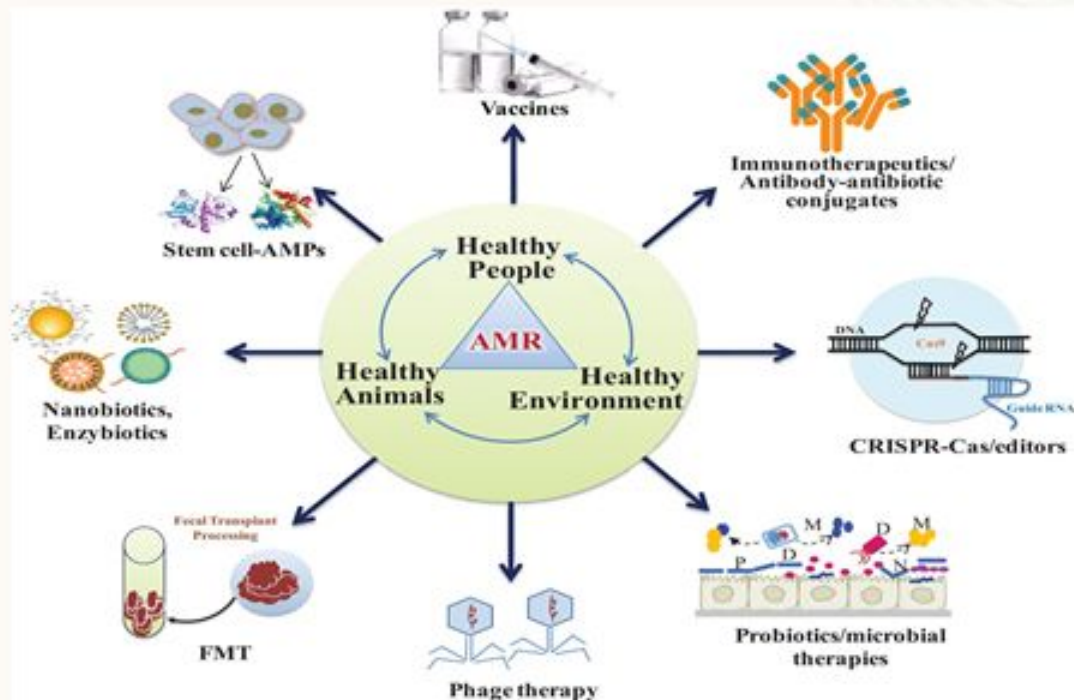 Vaccines
Immunotherapeutics/
Antibody-antibiotic
conjugates
Stem cell-AMPs
Healthy
People
AMR
Healthy
Animals
Healthy
Environment
DNA
Cas9
Guide RNA
CRISPR-Cas/editors
Nanobiotics,
Enzybiotics
Fecal Transplant
Processing
FMT
Phage therapy
M
D
M
P
D
N
Probiotics/microbial
therapies